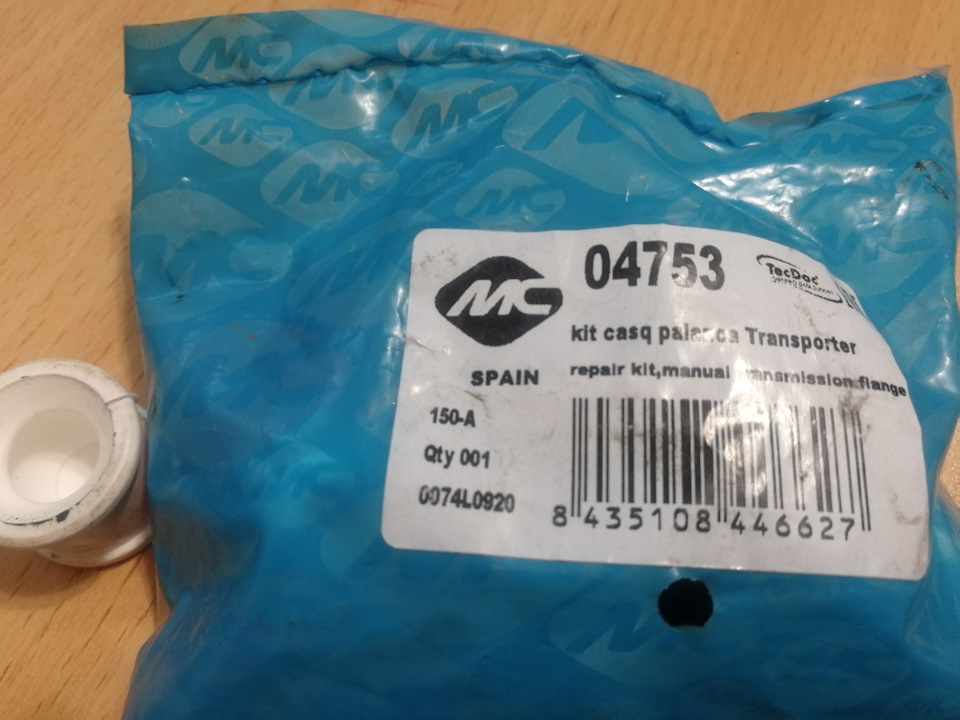 04753
TecDoc
MC
kit casq palanca Transporter
SPAIN
repair kit,manual transmission flange
150-A
Qty 001
0074L0920
8 435108 446627